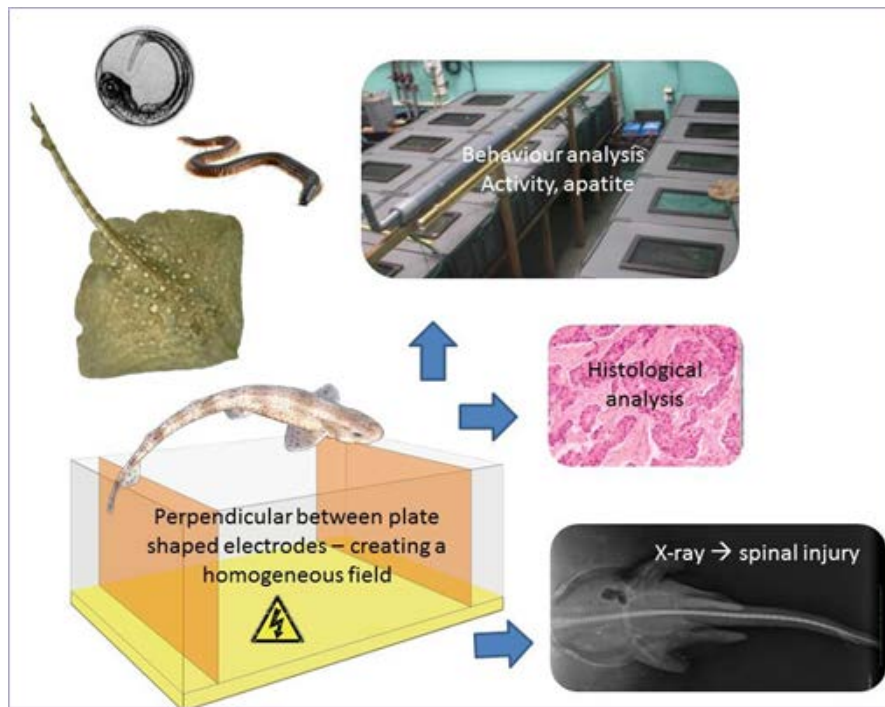 Behaviour analysis
Activity, apatite
Histological
analysis
Perpendicular between plate
shaped electrodes – creating a
homogeneous field
X-ray → spinal injury